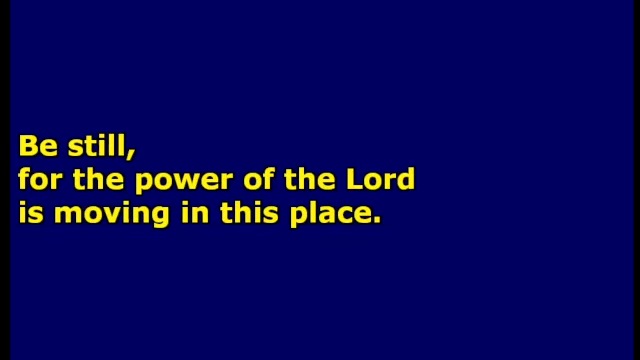 Be still,
for the power of the Lord
is moving in this place.